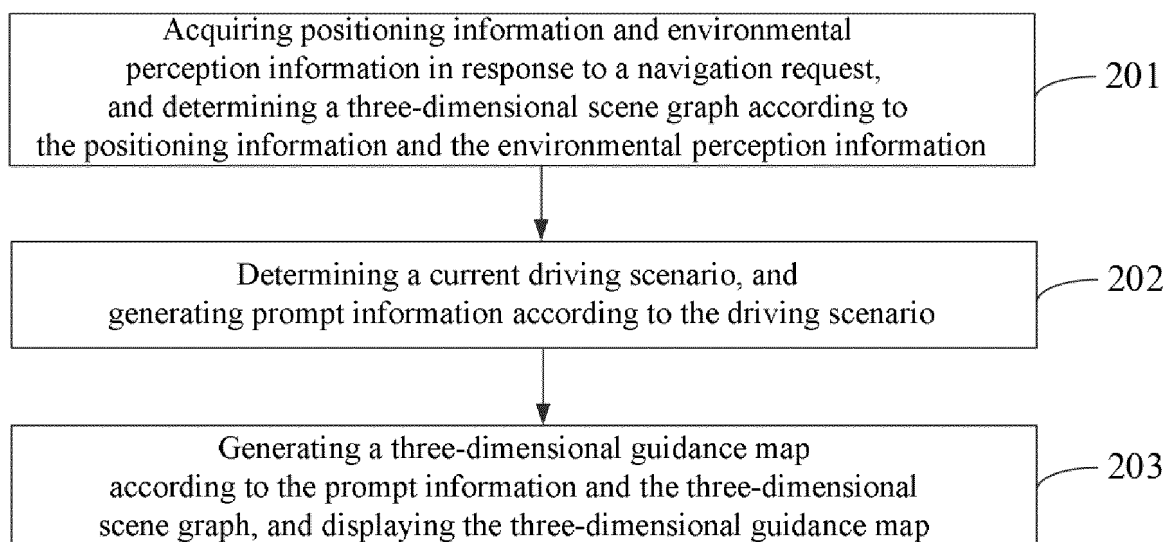 Acquiring positioning information and environmental
perception information in response to a navigation request,
and determining a three-dimensional scene graph according to
the positioning information and the environmental perception information
201
Determining a current driving scenario, and
generating prompt information according to the driving scenario
202
Generating a three-dimensional guidance map
according to the prompt information and the three-dimensional
scene graph, and displaying the three-dimensional guidance map
203